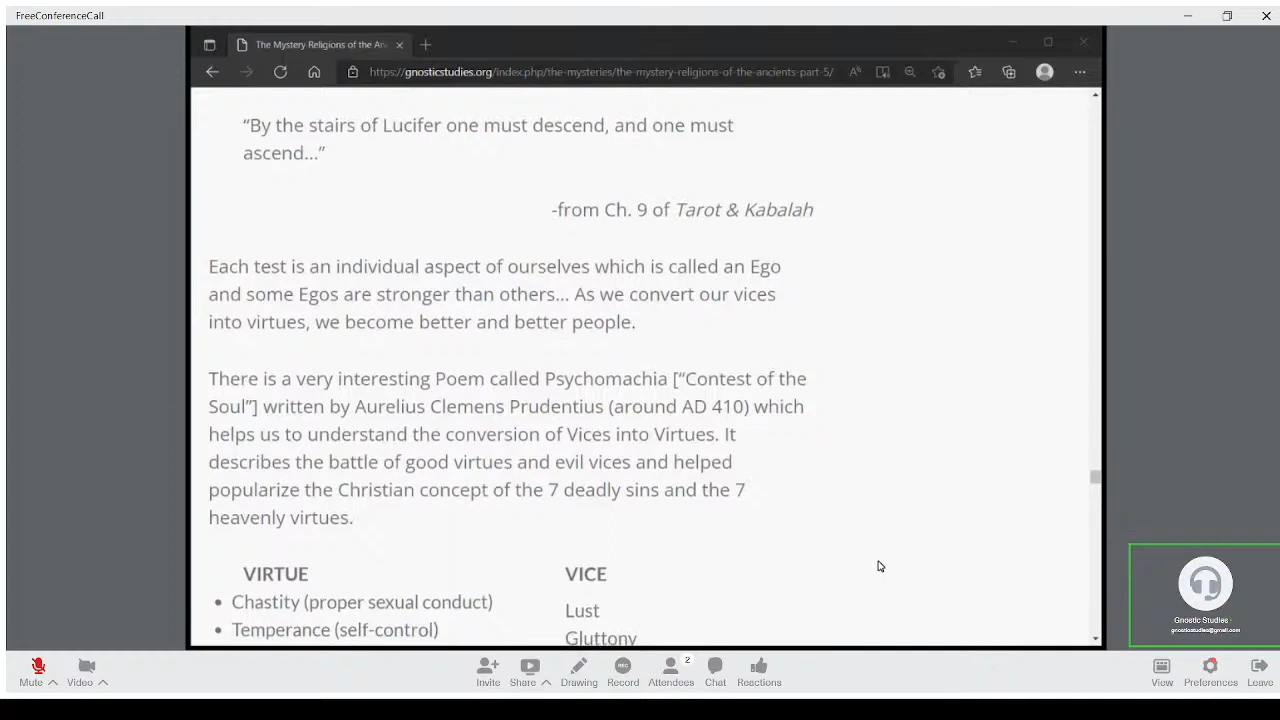 FreeConferenceCall
The Mystery Religions of the An
https://gnosticstudies.org/index.php/the-mysteries/the-mystery-religions-of-the-ancients-part-5/
“By the stairs of Lucifer one must descend, and one must
ascend...”
-from Ch. 9 of Tarot & Kabalah
Each test is an individual aspect of ourselves which is called an Ego
and some Egos are stronger than others... As we convert our vices
into virtues, we become better and better people.
There is a very interesting Poem called Psychomachia [“Contest of the
Soul”] written by Aurelius Clemens Prudentius (around AD 410) which
helps us to understand the conversion of Vices into Virtues. It
describes the battle of good virtues and evil vices and helped
popularize the Christian concept of the 7 deadly sins and the 7
heavenly virtues.
VIRTUE VICE
• Chastity (proper sexual conduct) Lust
• Temperance (self-control) Gluttony
Gnostic Studies -
gnosticstudies@gmail.com
Mute Video Invite Share Drawing Record Attendees 2 Chat Reactions View Preferences Leave